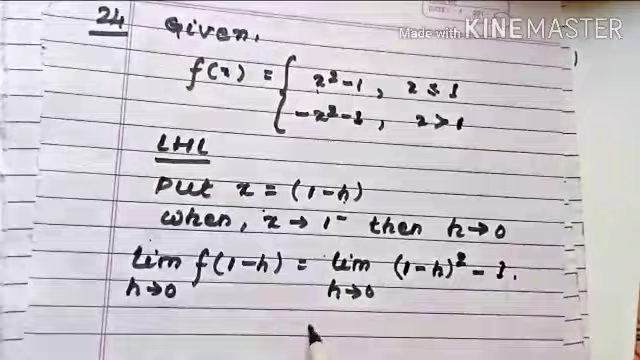 Made with KINEMASTER
24 Given,
f(x) = { x²-1, x ≤ 1
-x²-1, x > 1
LHL
Put x = (1-h)
when, x → 1⁻ then h→0
lim f(1-h) = lim (1-h)² - 1.
h→0 h→0